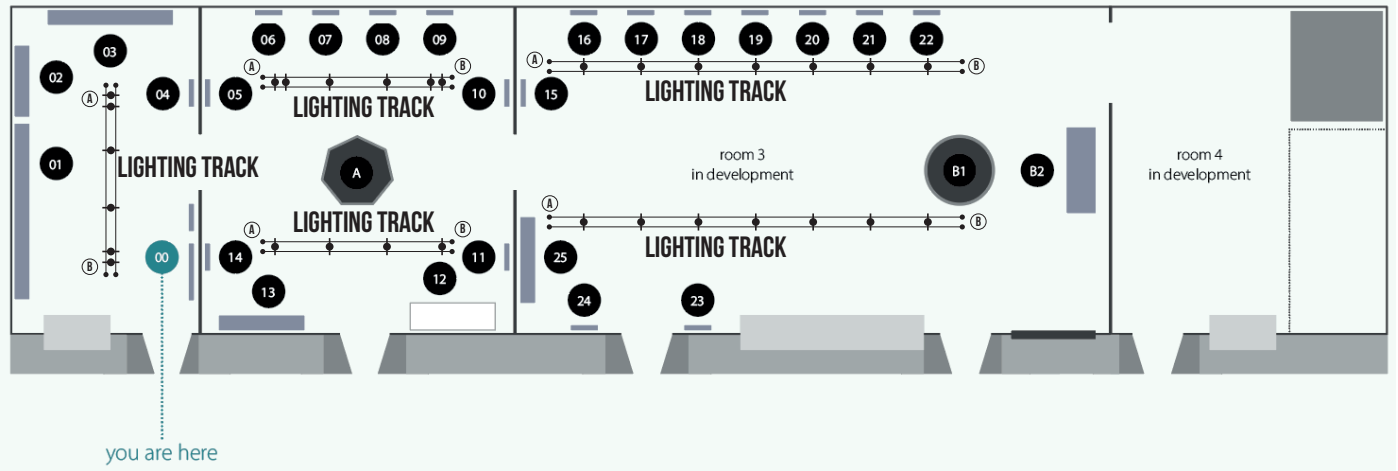 06 07 08 09 16 17 18 19 20 21 22
03
A B A B
02
A 04 05 10 15
LIGHTING TRACK LIGHTING TRACK
01 LIGHTING TRACK
room 3
in development
room 4
in development
A B1 B2
LIGHTING TRACK
A B A B
LIGHTING TRACK
B 00 14 11 25
13 12 24 23
you are here